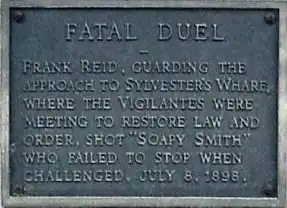 FATAL DUEL
–
FRANK REID, GUARDING THE
APPROACH TO SYLVESTER'S WHARF,
WHERE THE VIGILANTES WERE
MEETING TO RESTORE LAW AND
ORDER, SHOT "SOAPY SMITH"
WHO FAILED TO STOP WHEN
CHALLENGED, JULY 8, 1898.